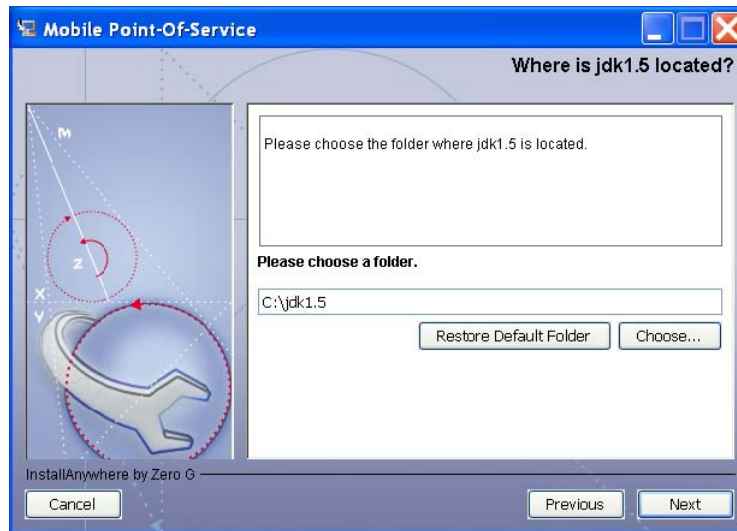 Mobile Point-Of-Service
Where is jdk1.5 located?
m
z
X
Y
Please choose the folder where jdk1.5 is located.
Please choose a folder.
C:\jdk1.5
Restore Default Folder
Choose...
InstallAnywhere by Zero G
Cancel
Previous
Next